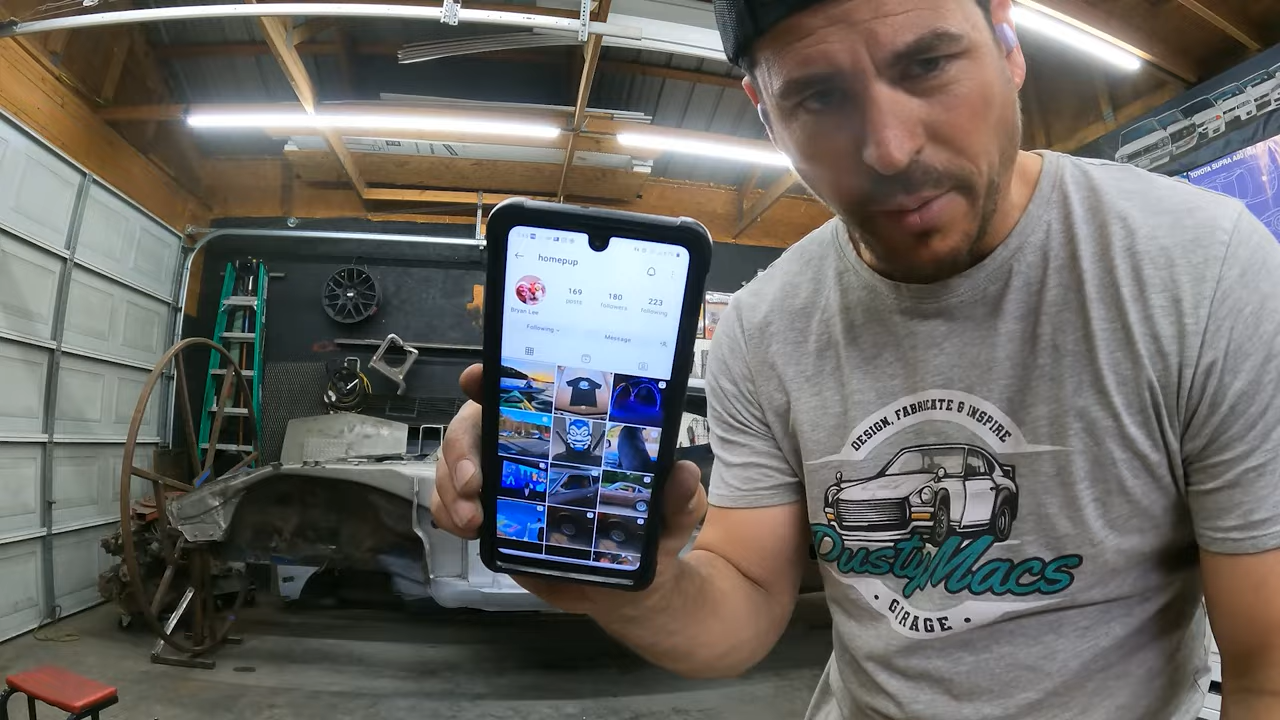 homepup
169
180
223
posts
followers
following
Bryan Lee
Following
Message
DESIGN, FABRICATE & INSPIRE
DustyMacs
• GARAGE •
TOYOTA SUPRA A80